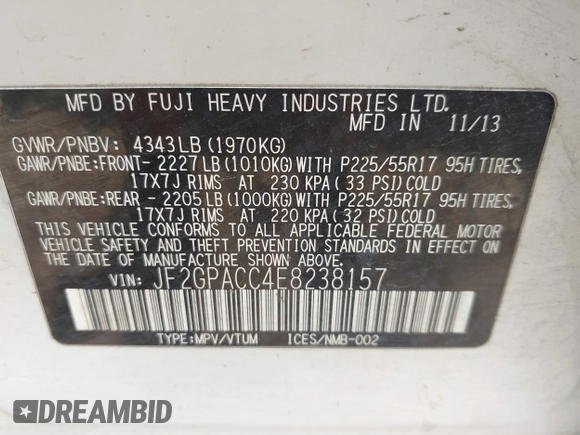 MFD BY FUJI HEAVY INDUSTRIES LTD.
MFD IN 11/13
GVWR/PNBV: 4343LB(1970KG)
GAWR/PNBE:FRONT- 2227LB(1010KG)WITH P225/55R17 95H TIRES,
17X7J RIMS AT 230 KPA(33 PSI)COLD
GAWR/PNBE:REAR - 2205LB(1000KG)WITH P225/55R17 95H TIRES,
17X7J RIMS AT 220 KPA(32 PSI)COLD
THIS VEHICLE CONFORMS TO ALL APPLICABLE FEDERAL MOTOR
VEHICLE SAFETY AND THEFT PREVENTION STANDARDS IN EFFECT ON
THE DATE OF MANUFACTURE SHOWN ABOVE.
VIN: JF2GPACC4E8238157
TYPE:MPV/VTUM ICES/NMB-002
DREAMBID